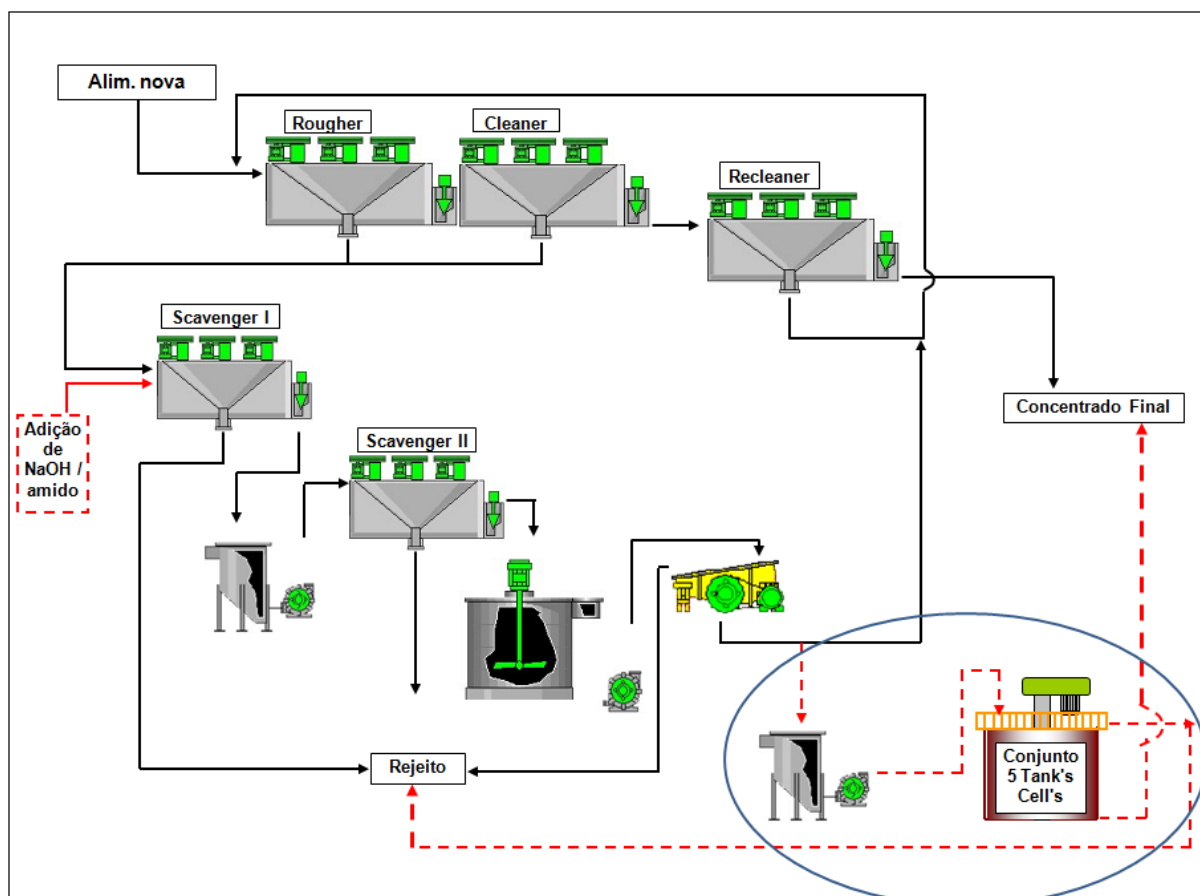 Alim. nova
Rougher
Cleaner
Recleaner
Scavenger I
Concentrado Final
Adição
de
NaOH /
amido
Scavenger II
Rejeito
Conjunto
5 Tank's
Cell's